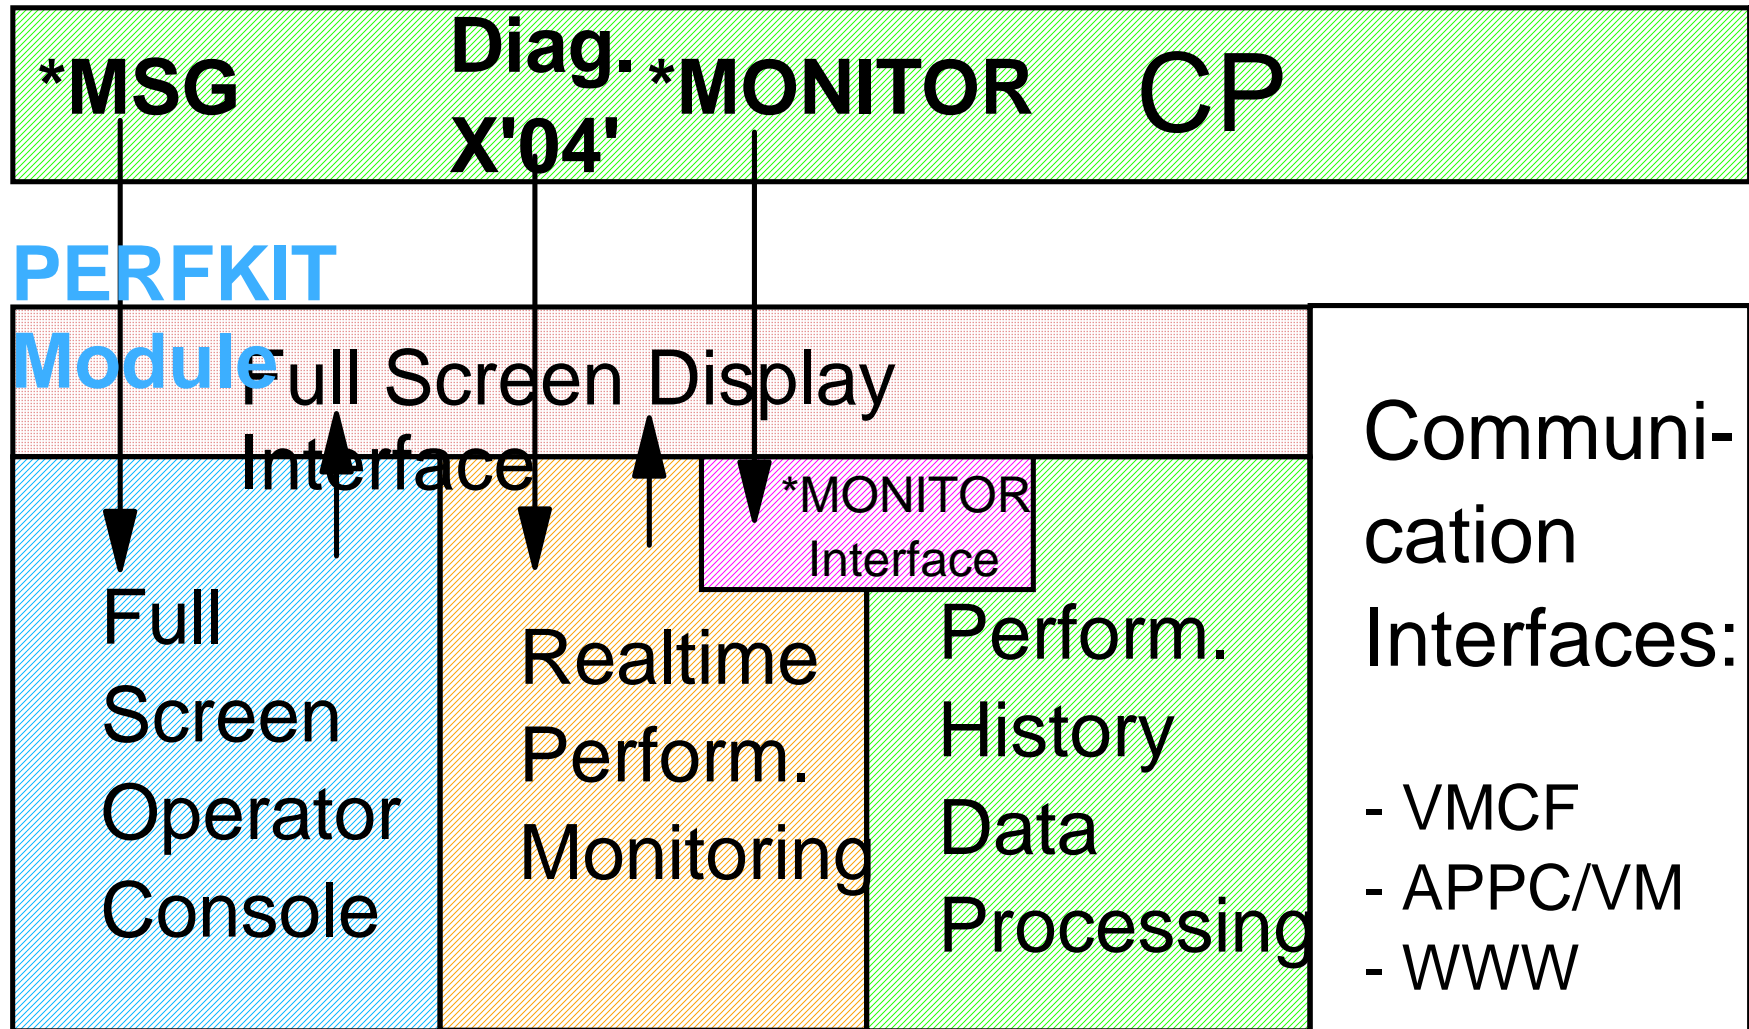 *MSG
Diag.
X'04'
*MONITOR
CP
PERFKIT
Module
Full Screen Display
Interface
*MONITOR
Interface
Full
Screen
Operator
Console
Realtime
Perform.
Monitoring
Perform.
History
Data
Processing
Communi-
cation
Interfaces:
- VMCF
- APPC/VM
- WWW